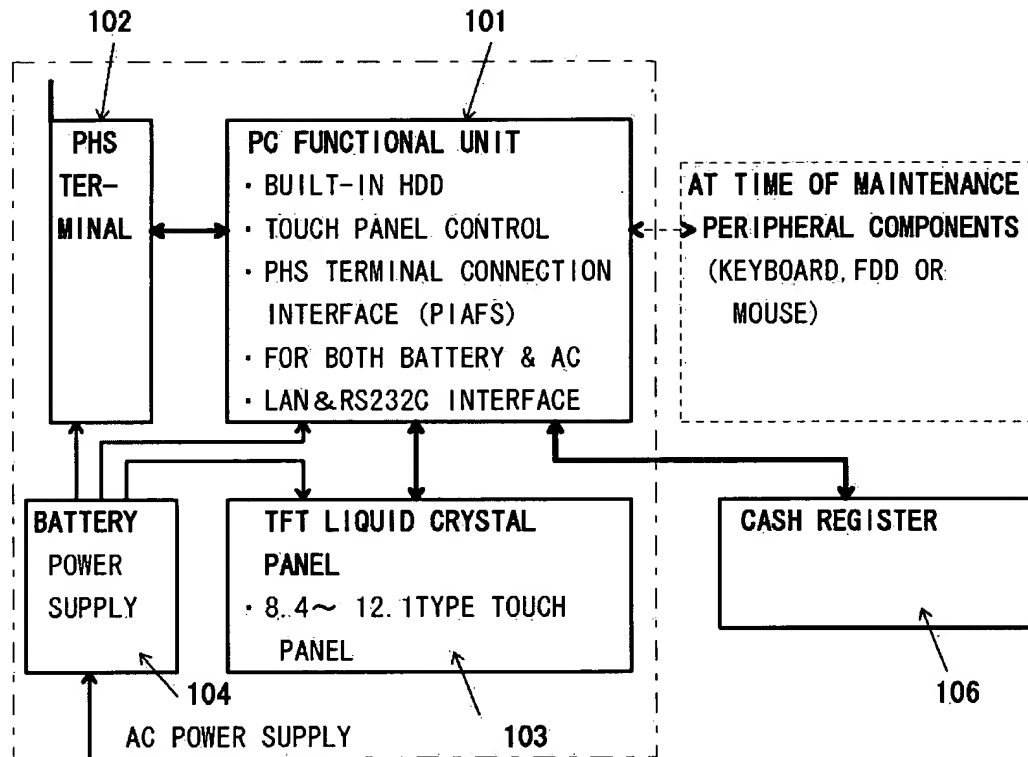 102
101
PHS
TER-
MINAL
PC FUNCTIONAL UNIT
・BUILT-IN HDD
・TOUCH PANEL CONTROL
・PHS TERMINAL CONNECTION
INTERFACE (PIAFS)
・FOR BOTH BATTERY & AC
・LAN&RS232C INTERFACE
AT TIME OF MAINTENANCE
PERIPHERAL COMPONENTS
(KEYBOARD, FDD OR
MOUSE)
BATTERY
POWER
SUPPLY
104
TFT LIQUID CRYSTAL
PANEL
・8.4~ 12.1TYPE TOUCH
PANEL
103
CASH REGISTER
106
AC POWER SUPPLY